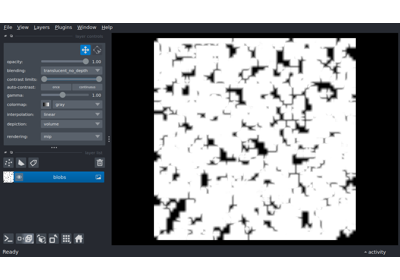 File View Layers Plugins Window Help
opacity: 1.00
blending: translucent_no_depth
contrast limits:
auto-contrast: once continuous
gamma: 1.00
colormap: gray
interpolation: linear
depiction: volume
rendering: mip
blobs
Ready activity